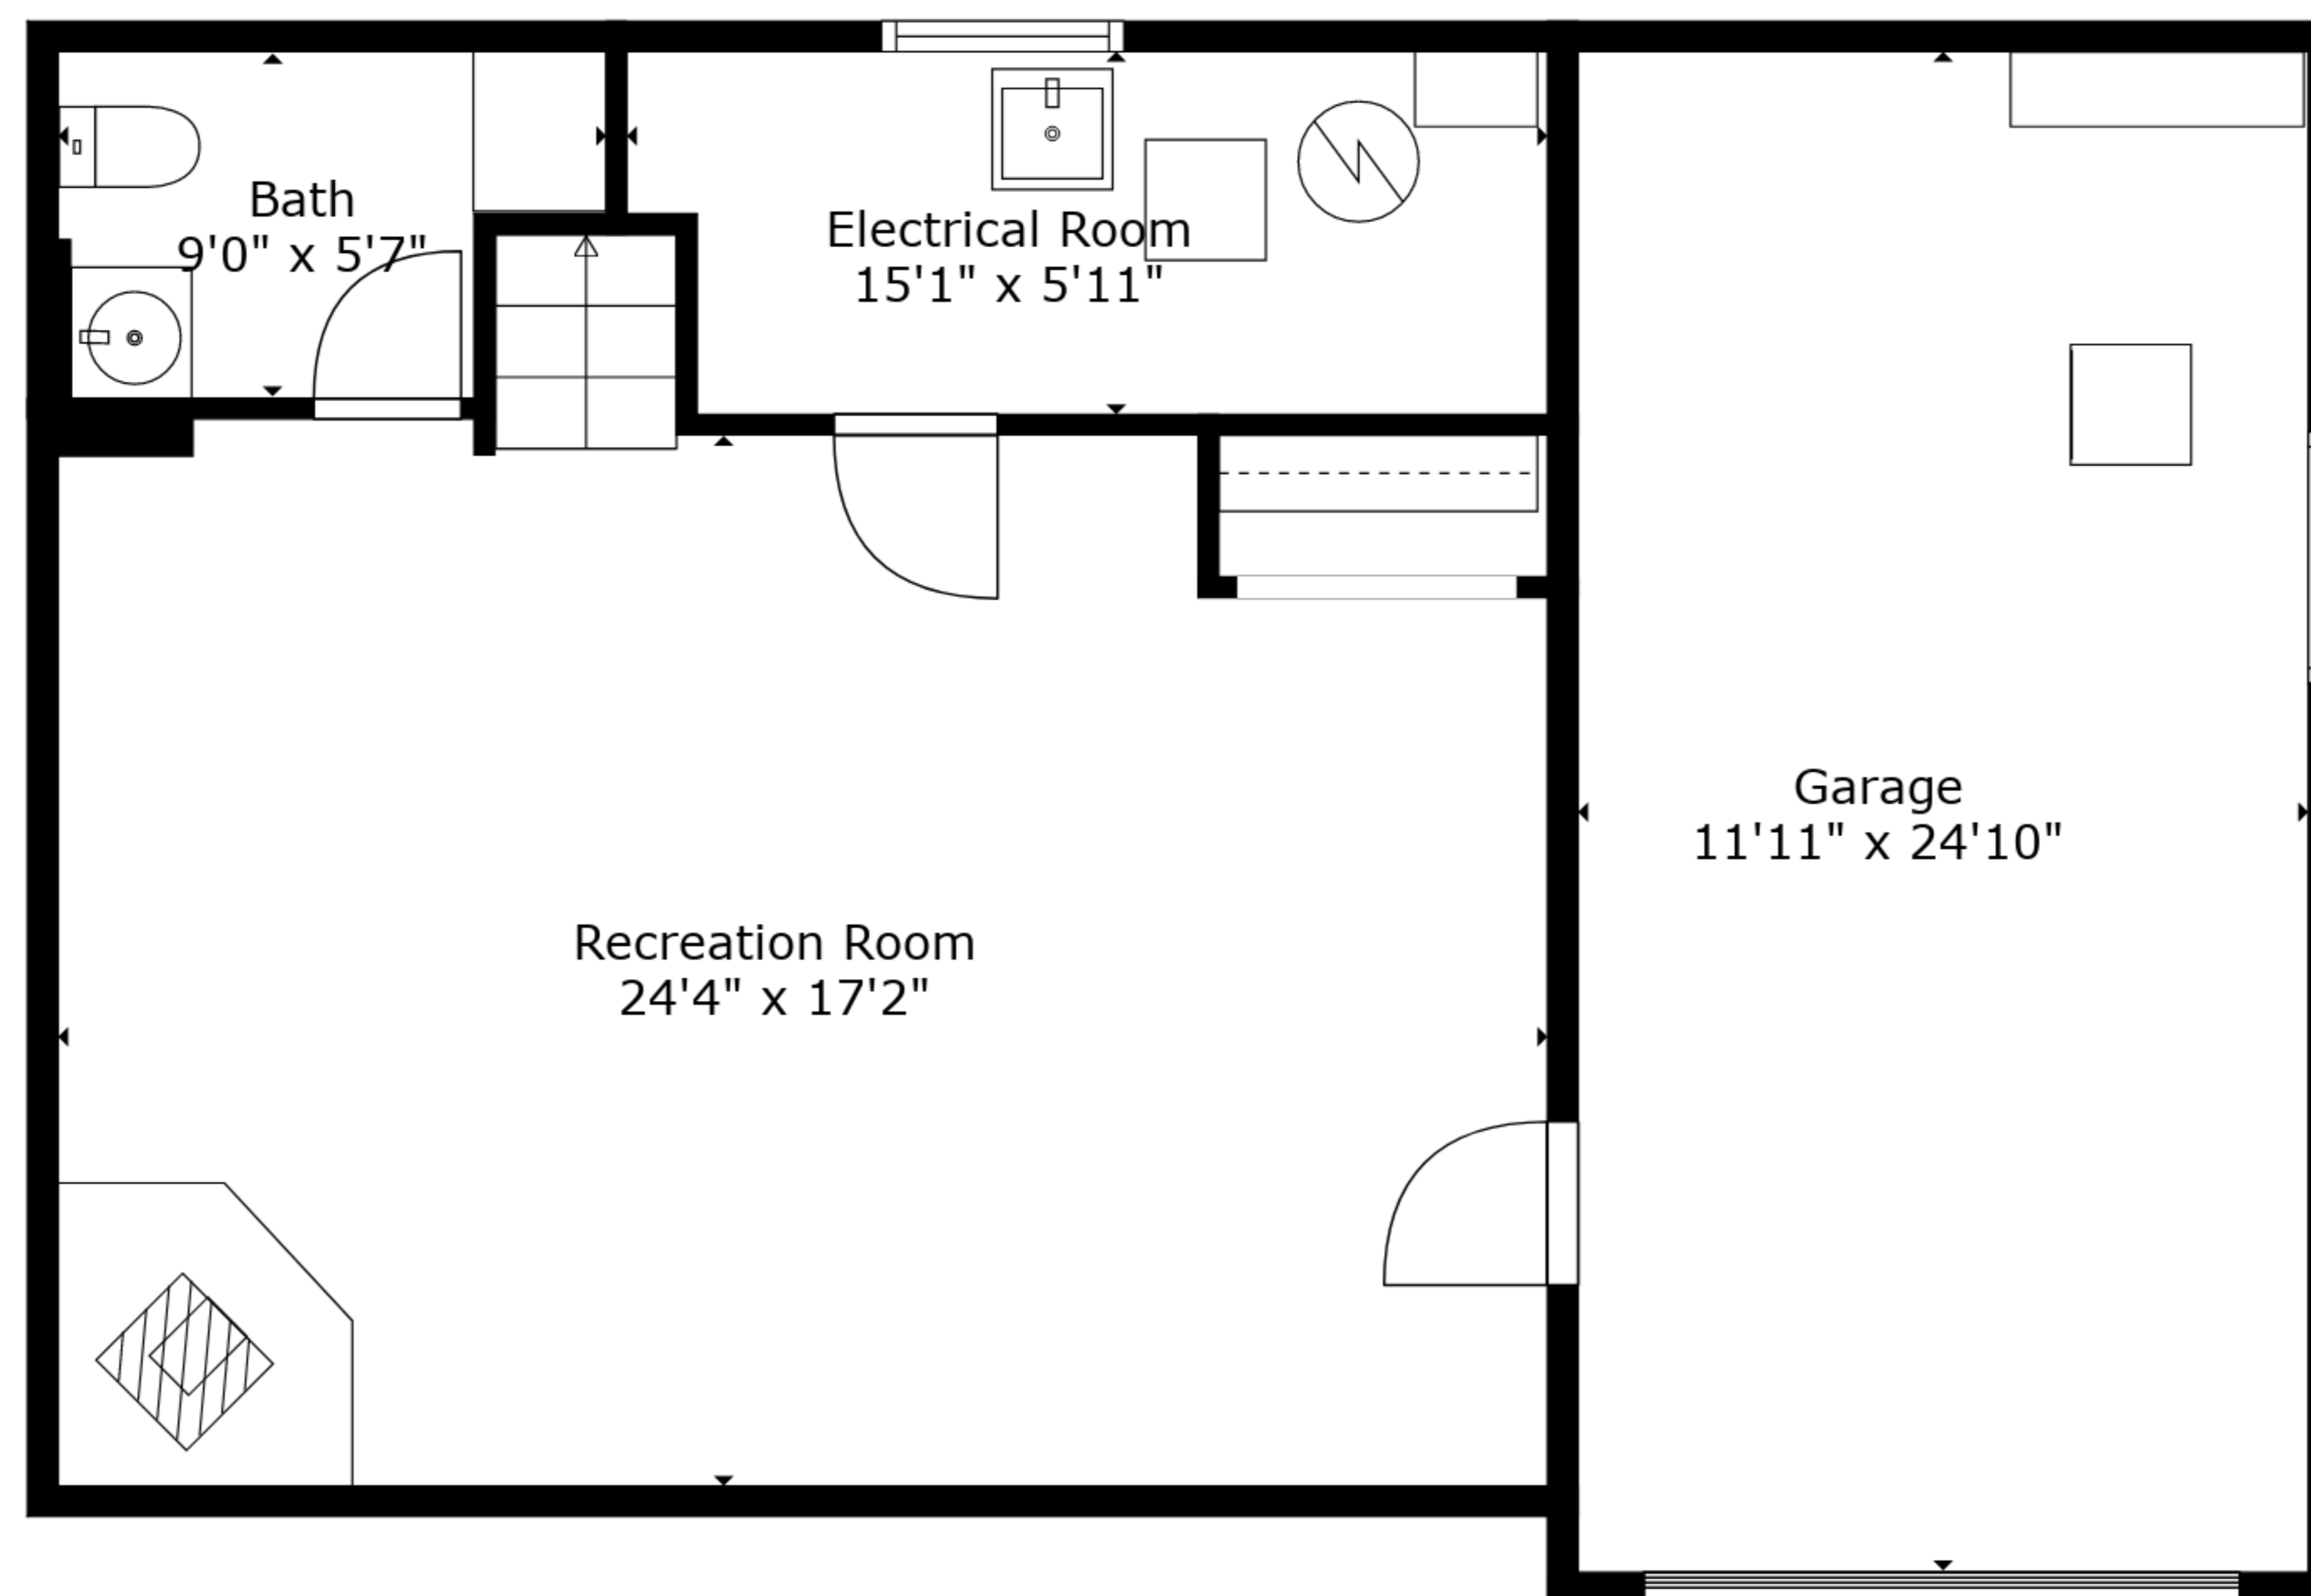 Bath
9'0" x 5'7"
Electrical Room
15'1" x 5'11"
Garage
11'11" x 24'10"
Recreation Room
24'4" x 17'2"